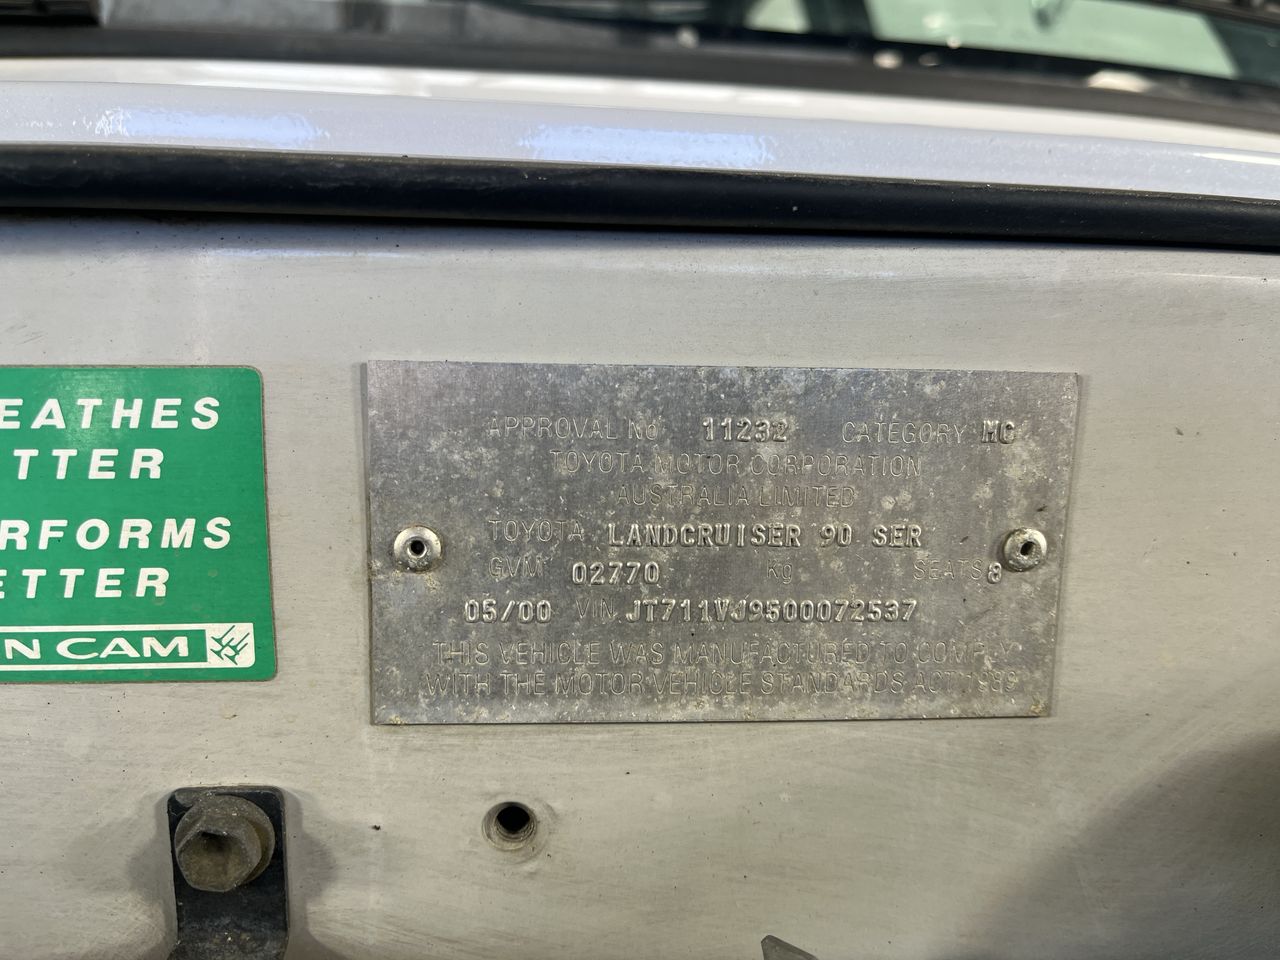 EATHES
TTER
RFORMS
ETTER
N CAM
APPROVAL No 11232 CATEGORY MC
TOYOTA MOTOR CORPORATION
AUSTRALIA LIMITED
TOYOTA LANDCRUISER 90 SER
GVM 02770 Kg SEATS 8
05/00 VIN JT711VJ9500072537
THIS VEHICLE WAS MANUFACTURED TO COMPLY
WITH THE MOTOR VEHICLE STANDARDS ACT 1989